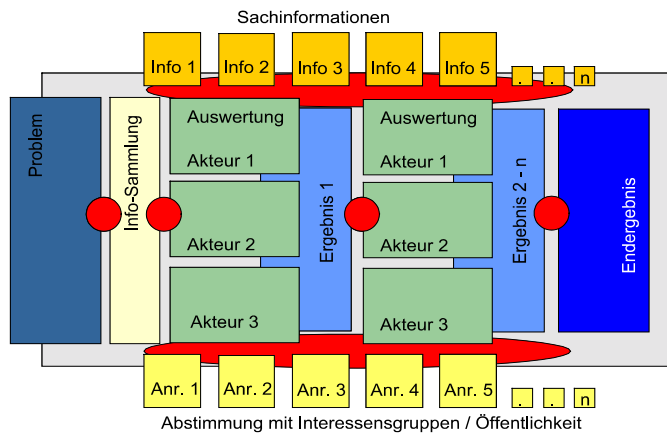 Sachinformationen
Info 1
Info 2
Info 3
Info 4
Info 5
. . n
Problem
Info-Sammlung
Auswertung
Akteur 1
Akteur 2
Akteur 3
Ergebnis 1
Auswertung
Akteur 1
Akteur 2
Akteur 3
Ergebnis 2 - n
Endergebnis
Anr. 1
Anr. 2
Anr. 3
Anr. 4
Anr. 5
. . n
Abstimmung mit Interessensgruppen / Öffentlichkeit